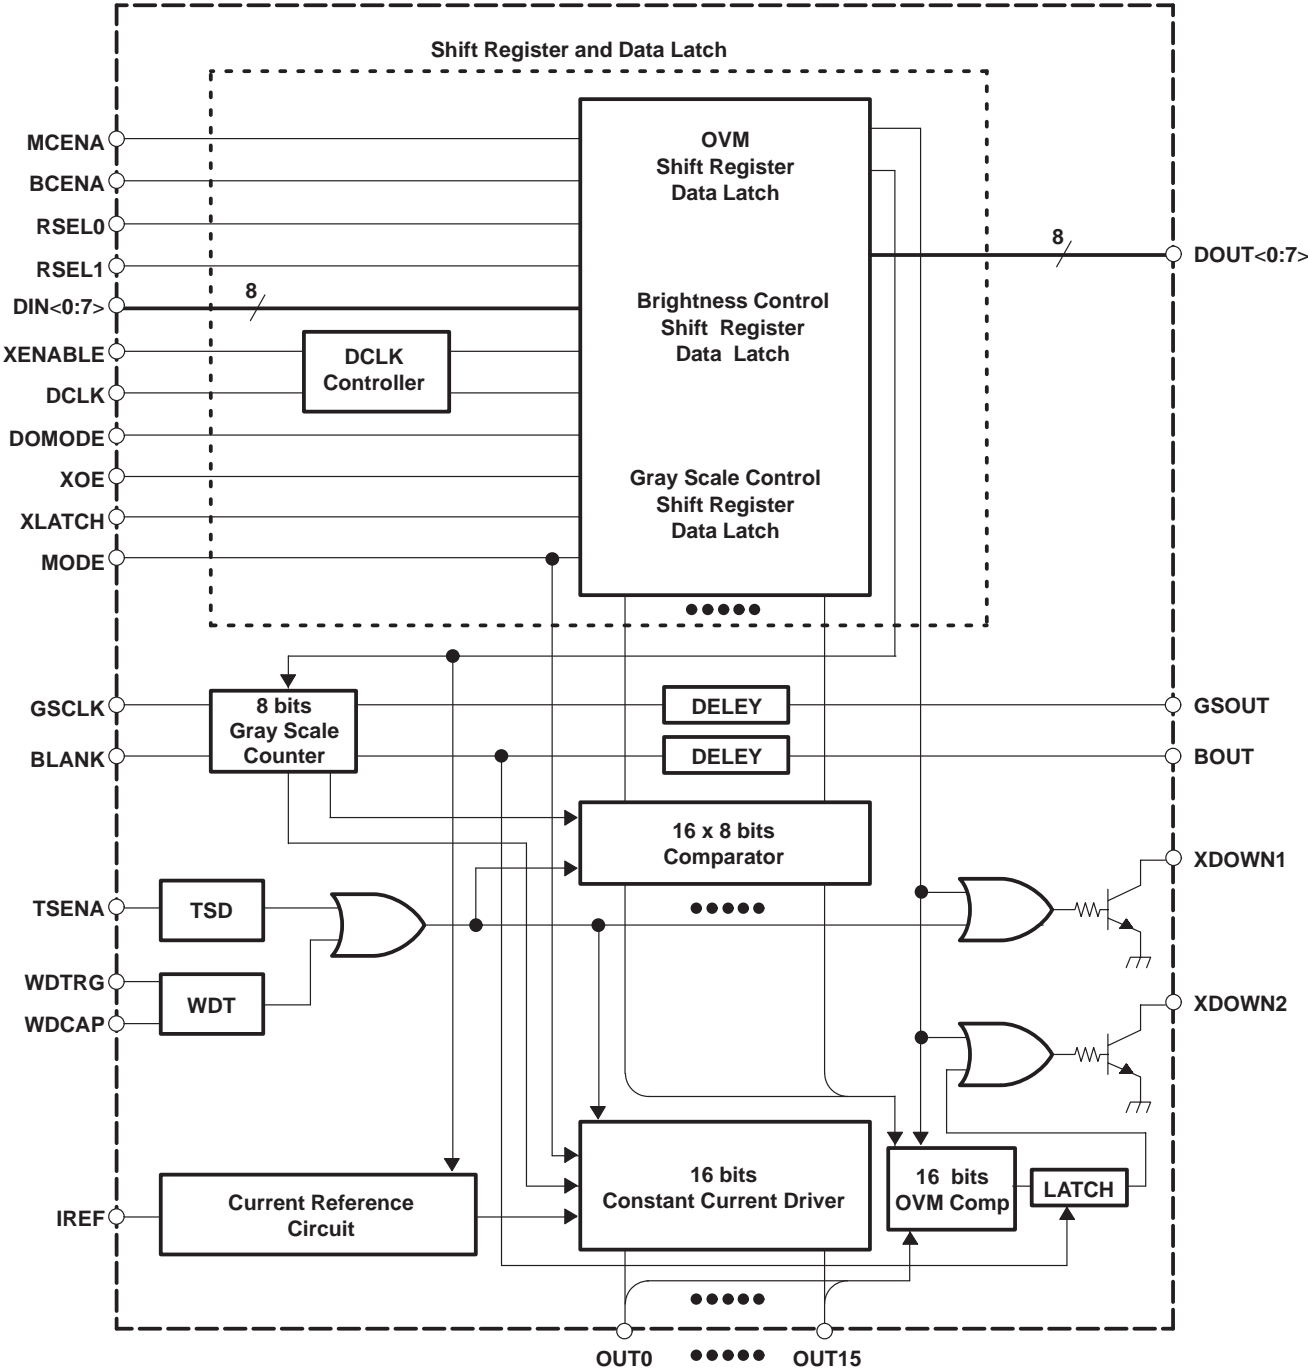 Shift Register and Data Latch
MCENA
BCENA
RSEL0
RSEL1
DIN<0:7>
XENABLE
DCLK
DOMODE
XOE
XLATCH
MODE
8
DCLK
Controller
OVM
Shift Register
Data Latch
Brightness Control
Shift Register
Data Latch
Gray Scale Control
Shift Register
Data Latch
8
DOUT<0:7>
GSCLK
BLANK
8 bits
Gray Scale
Counter
DELEY
DELEY
GSOUT
BOUT
16 x 8 bits
Comparator
XDOWN1
TSENA
TSD
WDTRG
WDCAP
WDT
XDOWN2
IREF
Current Reference
Circuit
16 bits
Constant Current Driver
16 bits
OVM Comp
LATCH
OUT0
OUT15